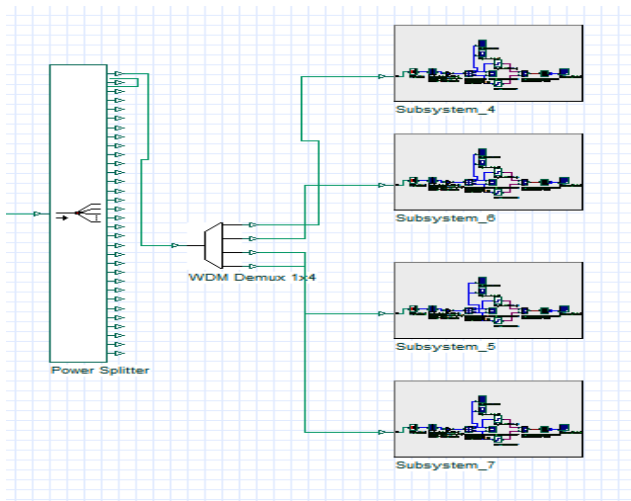 Subsystem_4
Subsystem_6
WDM Demux 1x4
Subsystem_5
Power Splitter
Subsystem_7